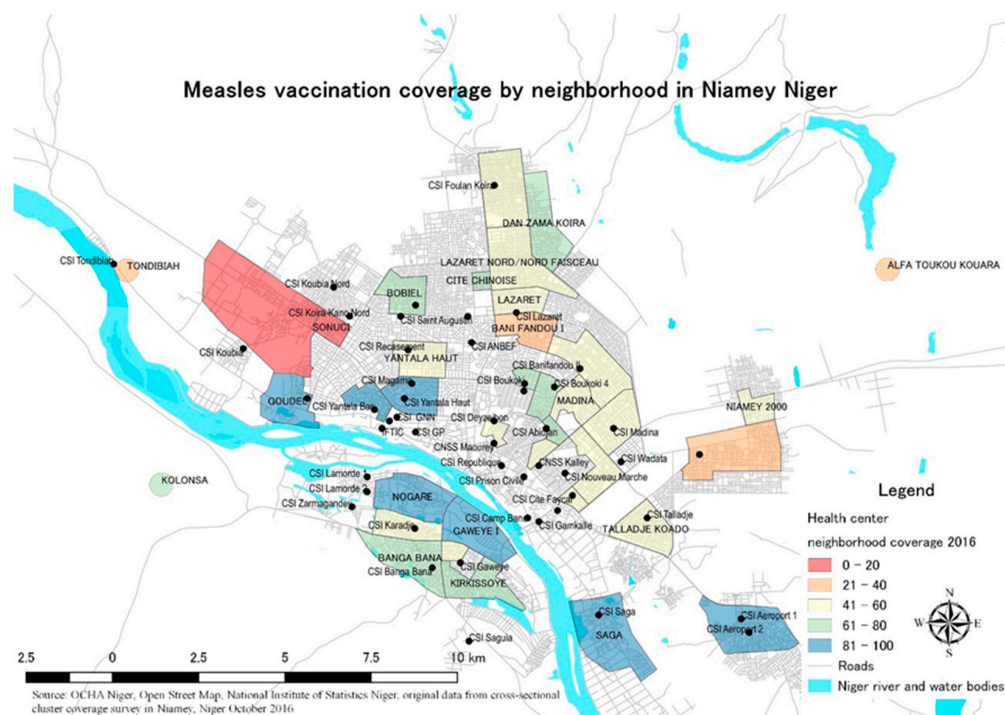 Measles vaccination coverage by neighborhood in Niamey Niger
CSI Foulan Koira
DAN ZAMA KOIRA
CSI Tondibiah
TONDIBIAH
LAZARET NORD/NORD FAISCEAU
ALFA TOUKOU KOUARA
CSI Koubia Nord
CITE CHINOISE
BOBIEL
LAZARET
CSI Koira Kano Nord
CSI Saint Augustin
CSI Lazaret
SONUCI
BANI FANDOU I
CSI Koubia
CSI Recasement
CSI ANBEF
YANTALA HAUT
CSI Banifandou II
CSI Magama
CSI Boukoki
CSI Boukoki 4
GOUDEL
CSI Yantala Haut
MADINA
CSI Yantala Bas
NIAMEY 2000
CSI GNN
CSI Deyzeibon
IFTIC
CSI GP
CSI Abidjan
CSI Madina
CNSS Maourey
CSI Republique
CNSS Kalley
CSI Wadata
CSI Lamorde 1
CSI Prison Civile
CSI Nouveau Marche
KOLONSA
CSI Lamorde 2
NOGARE
CSI Cite Faycal
CSI Zarmagandey
CSI Karadje
GAWEYE I
CSI Camp Bano
CSI Gamkalle
CSI Talladje
TALLADJE KOADO
BANGA BANA
CSI Banga Bana
CSI Gaweye
KIRKISSOYE
CSI Saga
CSI Aeroport 1
SAGA
CSI Aeroport 2
CSI Saguia
Legend
Health center
neighborhood coverage 2016
0 - 20
21 - 40
41 - 60
61 - 80
81 - 100
Roads
Niger river and water bodies
N
W E
S
2.5 0 2.5 5 7.5 10 km
Source: OCHA Niger, Open Street Map, National Institute of Statistics Niger, original data from cross-sectional
cluster coverage survey in Niamey, Niger October 2016